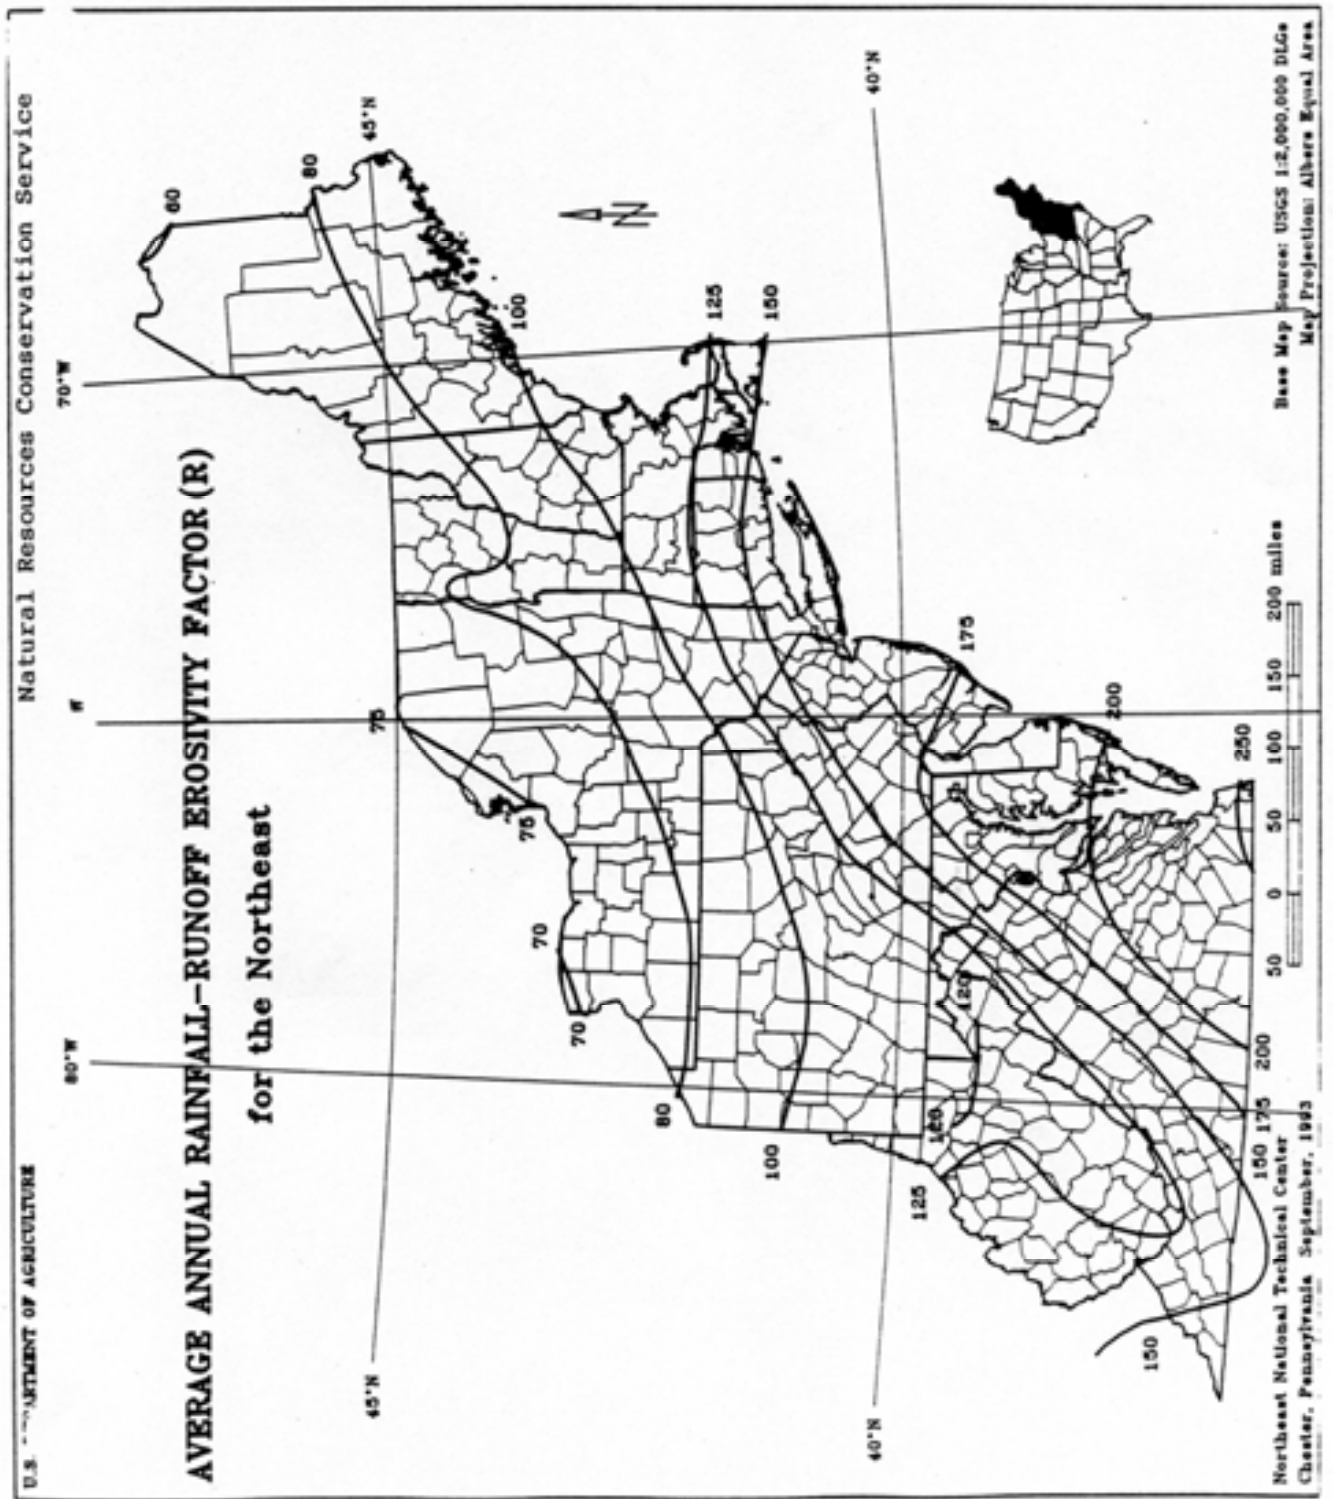 U.S. ARTMENT OF AGRICULTURE
Natural Resources Conservation Service
AVERAGE ANNUAL RAINFALL-RUNOFF EROSIVITY FACTOR (R)
for the Northeast
80°W
70°W
45°N
45°N
40°N
40°N
60
80
75
75
70
70
80
100
100
125
150
N
120
120
125
175
200
250
150
150
175
200
50 0 50 100 150 200 miles
Northeast National Technical Center
Chester, Pennsylvania September, 1993
Base Map Source: USGS 1:2,000,000 DLGs
Map Projection: Albers Equal Area